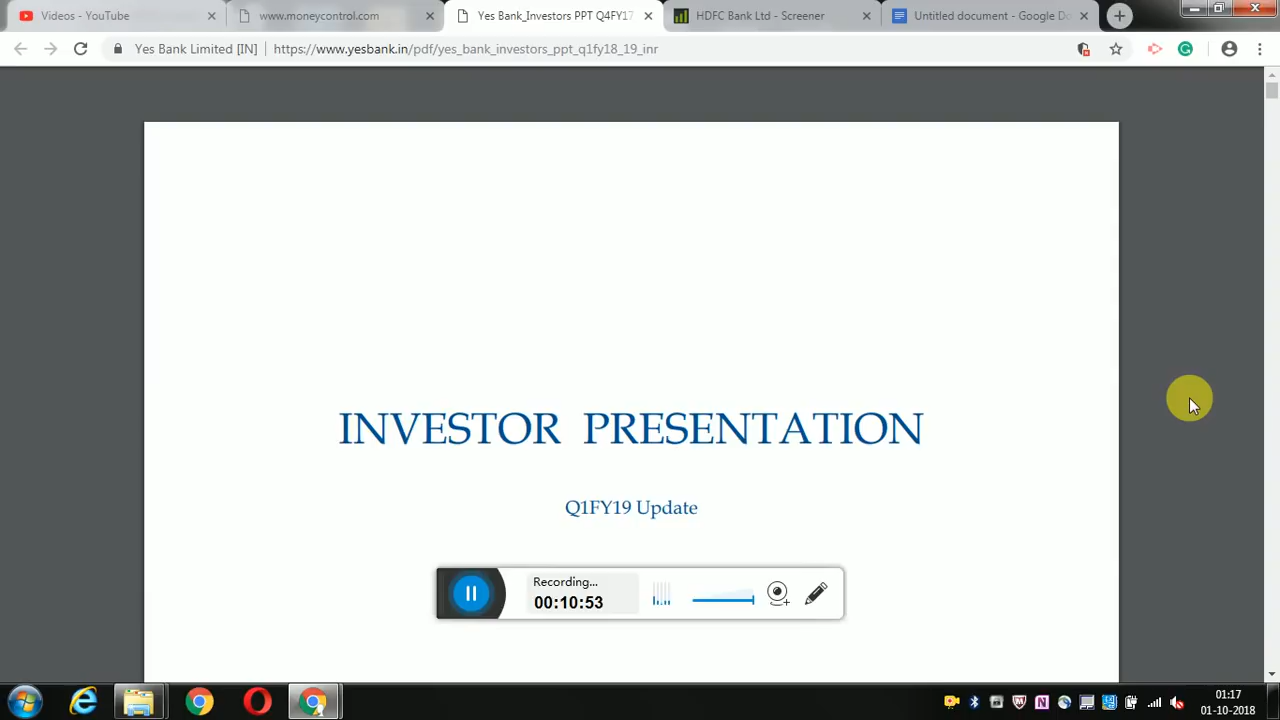 Videos - YouTube
www.moneycontrol.com
Yes Bank_Investors PPT Q4FY17
HDFC Bank Ltd - Screener
Untitled document - Google Do
Yes Bank Limited [IN]
https://www.yesbank.in/pdf/yes_bank_investors_ppt_q1fy18_19_inr
INVESTOR PRESENTATION
Q1FY19 Update
Recording...
00:10:53
01:17
01-10-2018